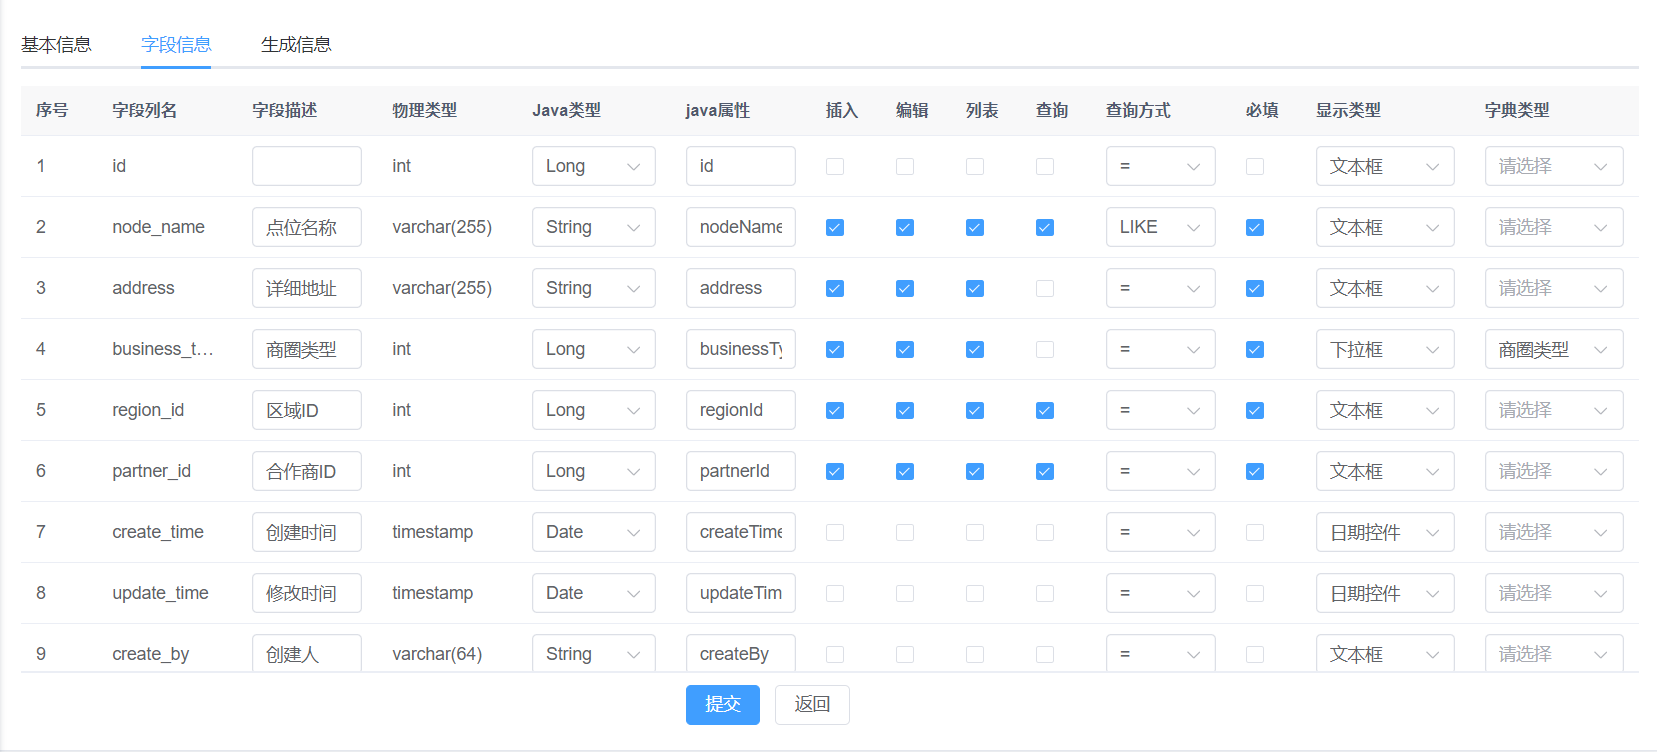 基本信息 字段信息 生成信息
序号 字段列名 字段描述 物理类型 Java类型 java属性 插入 编辑 列表 查询 查询方式 必填 显示类型 字典类型
1 id int Long id = 文本框 请选择
2 node_name 点位名称 varchar(255) String nodeName LIKE 文本框 请选择
3 address 详细地址 varchar(255) String address = 文本框 请选择
4 business_t... 商圈类型 int Long businessTy = 下拉框 商圈类型
5 region_id 区域ID int Long regionId = 文本框 请选择
6 partner_id 合作商ID int Long partnerId = 文本框 请选择
7 create_time 创建时间 timestamp Date createTime = 日期控件 请选择
8 update_time 修改时间 timestamp Date updateTim = 日期控件 请选择
9 create_by 创建人 varchar(64) String createBy = 文本框 请选择
提交 返回